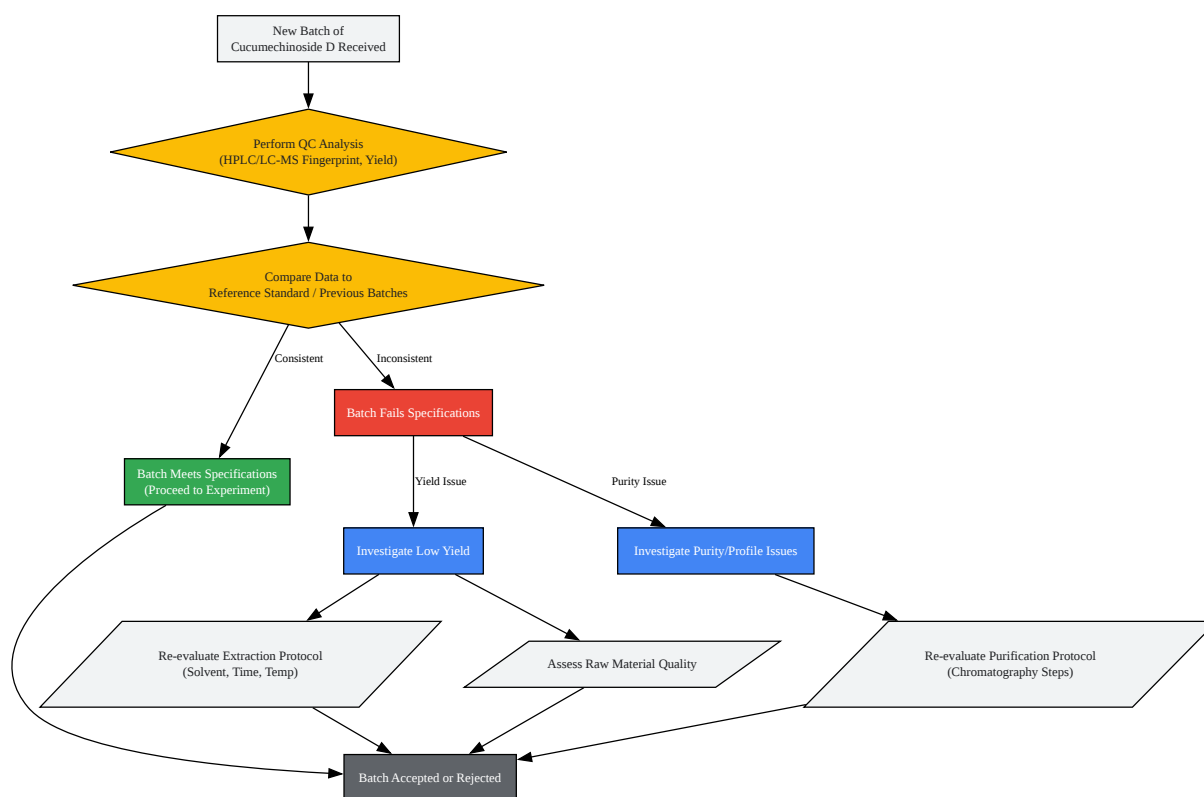 New Batch of
Cucumechinoside D Received
Perform QC Analysis
(HPLC/LC-MS Fingerprint, Yield)
Compare Data to
Reference Standard / Previous Batches
Consistent
Inconsistent
Batch Fails Specifications
Batch Meets Specifications
(Proceed to Experiment)
Yield Issue
Purity Issue
Investigate Low Yield
Investigate Purity/Profile Issues
Re-evaluate Extraction Protocol
(Solvent, Time, Temp)
Assess Raw Material Quality
Re-evaluate Purification Protocol
(Chromatography Steps)
Batch Accepted or Rejected